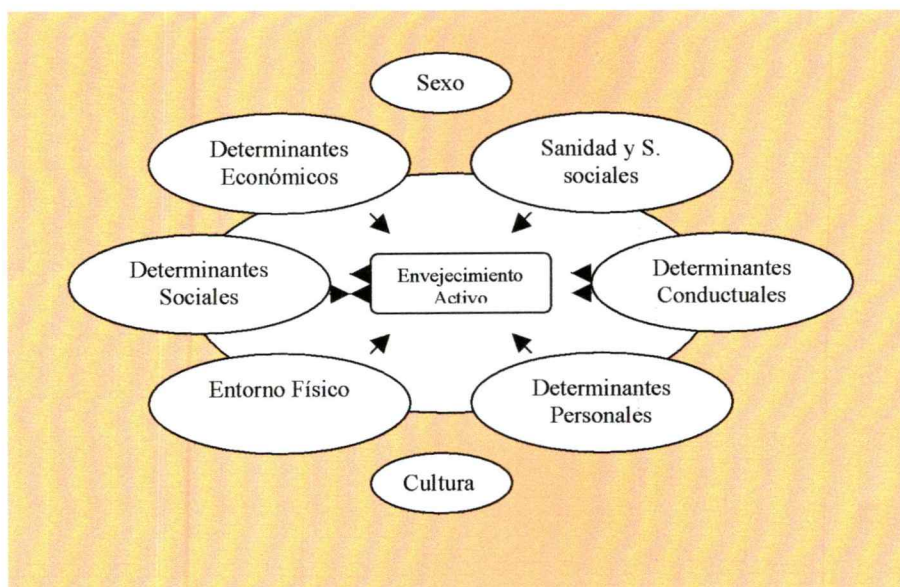 Sexo
Determinantes
Económicos
Sanidad y S.
sociales
Determinantes
Sociales
Envejecimiento
Activo
Determinantes
Conductuales
Entorno Físico
Determinantes
Personales
Cultura